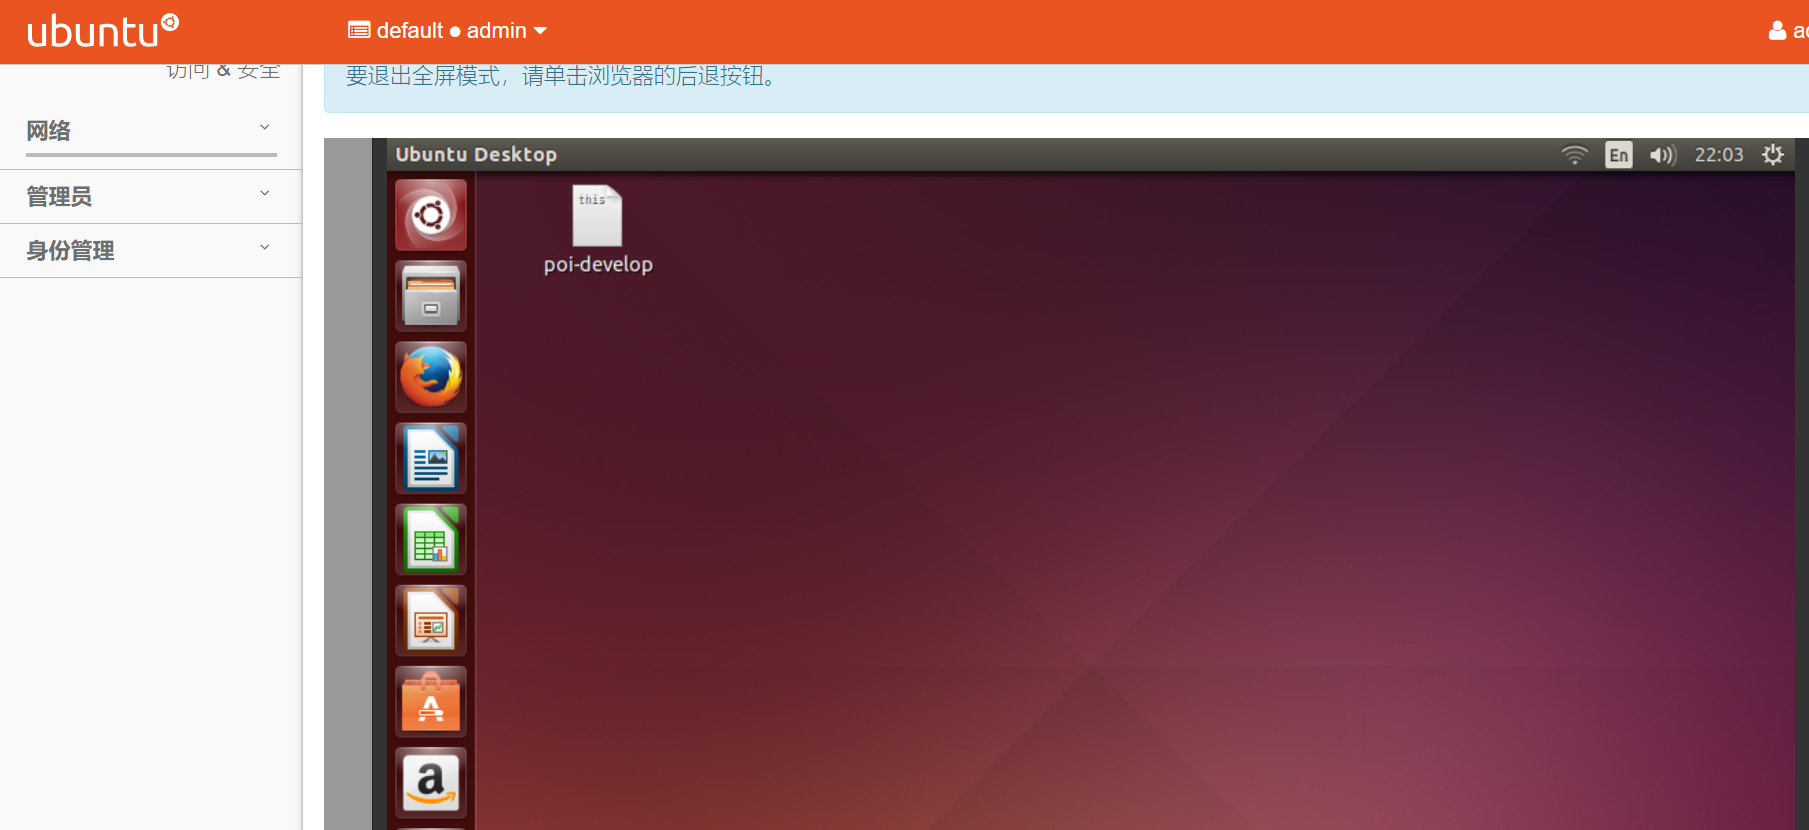 ubuntu
default ● admin
访问 & 安全
网络
管理员
身份管理
要退出全屏模式，请单击浏览器的后退按钮。
Ubuntu Desktop
En
22:03
this
poi-develop